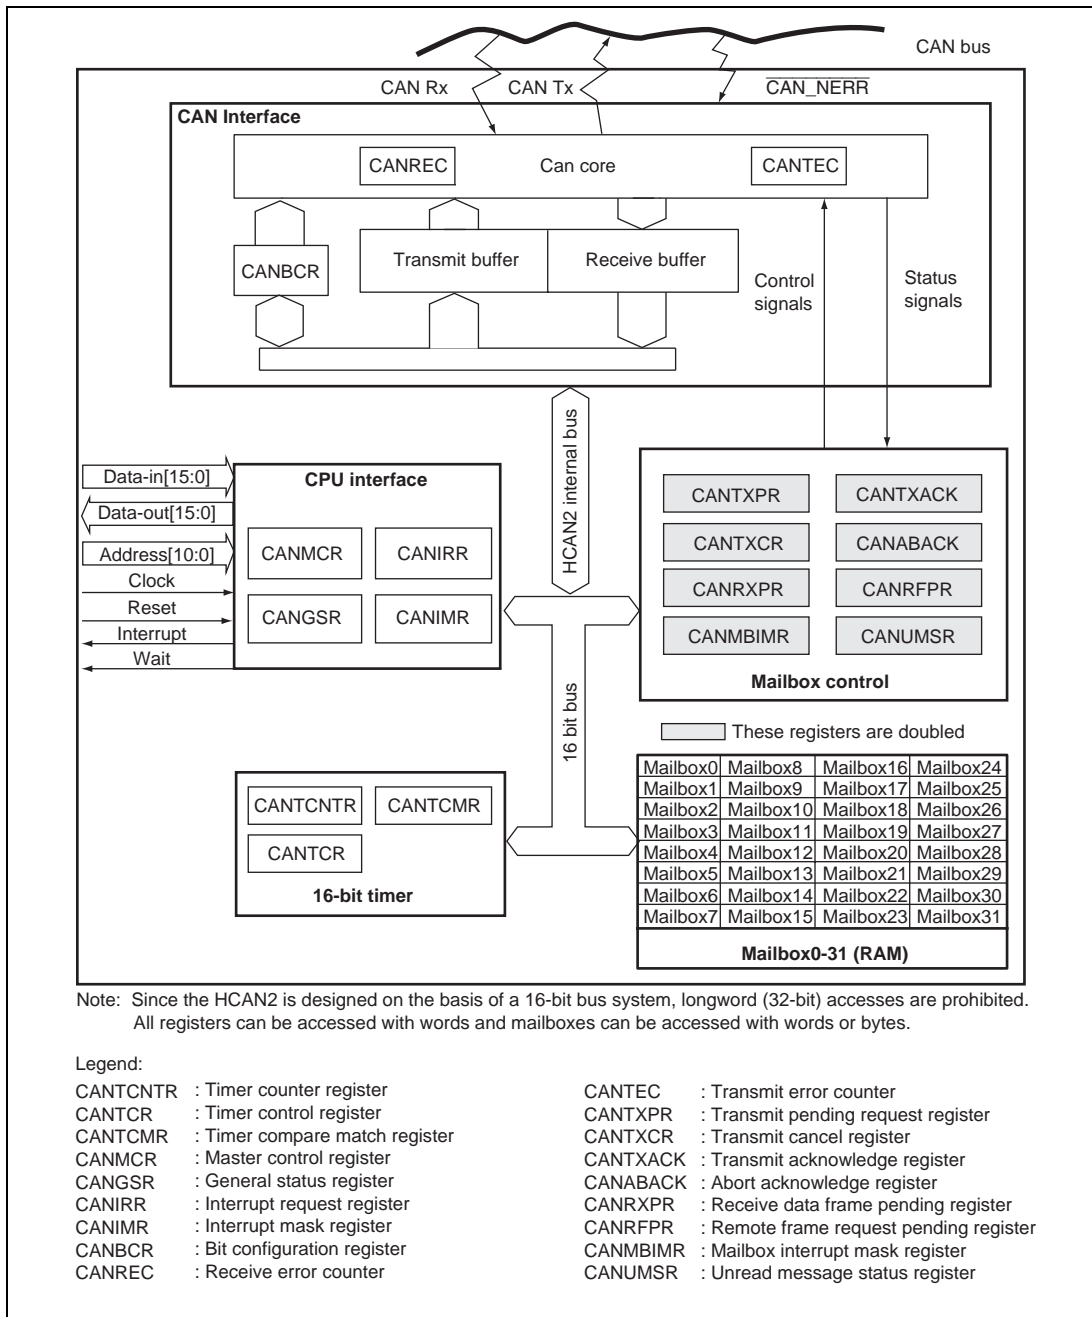 CAN bus
CAN Rx
CAN Tx
CAN_NERR
CAN Interface
CANREC
Can core
CANTEC
CANBCR
Transmit buffer
Receive buffer
Control
signals
Status
signals
HCAN2 internal bus
Data-in[15:0]
Data-out[15:0]
Address[10:0]
Clock
Reset
Interrupt
Wait
CPU interface
CANMCR
CANIRR
CANGSR
CANIMR
CANTXPR
CANTXACK
CANTXCR
CANABACK
CANRXPR
CANRFPR
CANMBIMR
CANUMSR
Mailbox control
16 bit bus
These registers are doubled
CANTCNTR
CANTCMR
CANTCR
16-bit timer
Mailbox0 Mailbox8 Mailbox16 Mailbox24
Mailbox1 Mailbox9 Mailbox17 Mailbox25
Mailbox2 Mailbox10 Mailbox18 Mailbox26
Mailbox3 Mailbox11 Mailbox19 Mailbox27
Mailbox4 Mailbox12 Mailbox20 Mailbox28
Mailbox5 Mailbox13 Mailbox21 Mailbox29
Mailbox6 Mailbox14 Mailbox22 Mailbox30
Mailbox7 Mailbox15 Mailbox23 Mailbox31
Mailbox0-31 (RAM)
Note: Since the HCAN2 is designed on the basis of a 16-bit bus system, longword (32-bit) accesses are prohibited.
All registers can be accessed with words and mailboxes can be accessed with words or bytes.
Legend:
CANTCNTR : Timer counter register
CANTCR : Timer control register
CANTCMR : Timer compare match register
CANMCR : Master control register
CANGSR : General status register
CANIRR : Interrupt request register
CANIMR : Interrupt mask register
CANBCR : Bit configuration register
CANREC : Receive error counter
CANTEC : Transmit error counter
CANTXPR : Transmit pending request register
CANTXCR : Transmit cancel register
CANTXACK : Transmit acknowledge register
CANABACK : Abort acknowledge register
CANRXPR : Receive data frame pending register
CANRFPR : Remote frame request pending register
CANMBIMR : Mailbox interrupt mask register
CANUMSR : Unread message status register